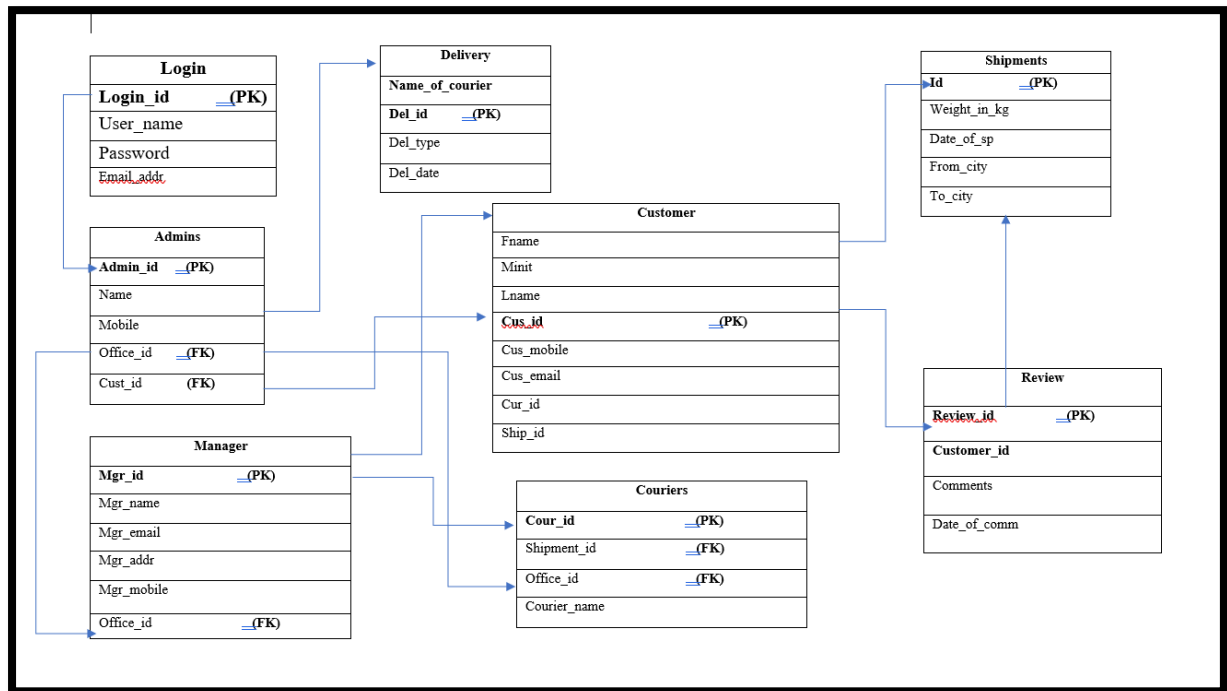 Login
Login_id (PK)
User_name
Password
Email_addr
Delivery
Name_of_courier
Del_id (PK)
Del_type
Del_date
Shipments
Id (PK)
Weight_in_kg
Date_of_sp
From_city
To_city
Admins
Admin_id (PK)
Name
Mobile
Office_id (FK)
Cust_id (FK)
Customer
Fname
Minit
Lname
Cus_id (PK)
Cus_mobile
Cus_email
Cur_id
Ship_id
Review
Review_id (PK)
Customer_id
Comments
Date_of_comm
Manager
Mgr_id (PK)
Mgr_name
Mgr_email
Mgr_addr
Mgr_mobile
Office_id (FK)
Couriers
Cour_id (PK)
Shipment_id (FK)
Office_id (FK)
Courier_name